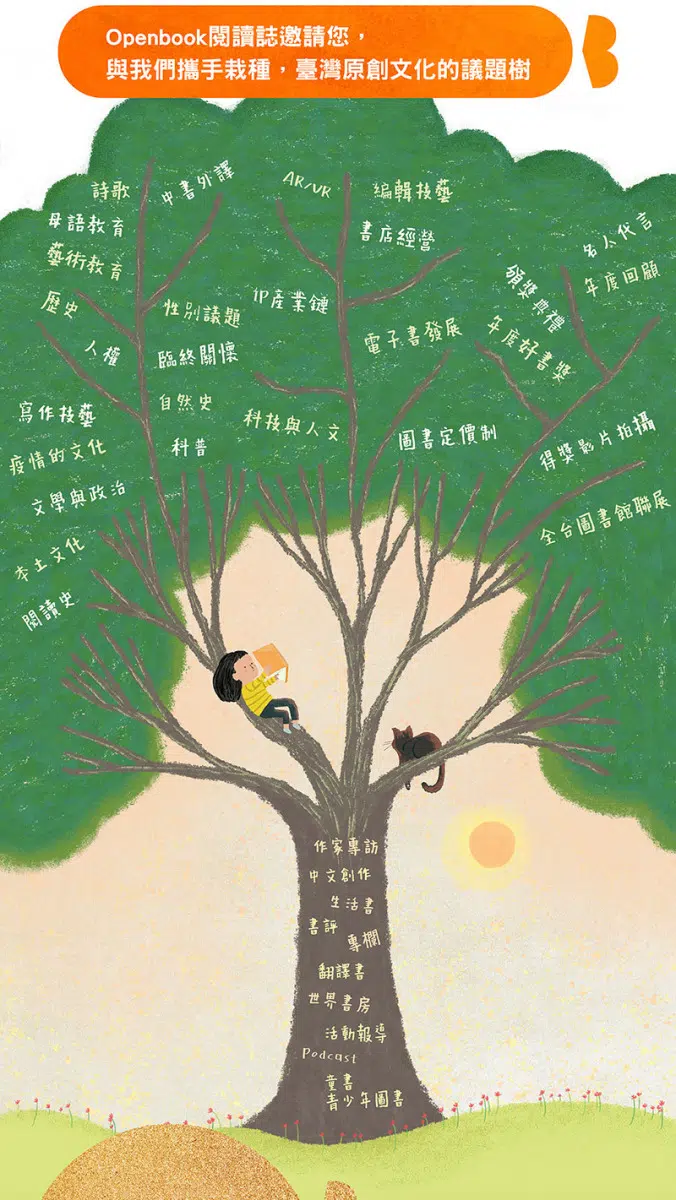 Openbook閱讀誌邀請您，
與我們攜手栽種，臺灣原創文化的議題樹
詩歌
中書外譯
母語教育
藝術教育
歷史
性別議題
人權
臨終關懷
自然史
寫作技藝
科普
疫情的文化
文學與政治
本土文化
閱讀史
AR/VR
編輯技藝
書店經營
IP產業鏈
電子書發展
科技與人文
圖書定價制
名人代言
年度回顧
頒獎典禮
年度好書獎
得獎影片拍攝
全台圖書館聯展
作家專訪
中文創作
生活書
書評
專欄
翻譯書
世界書房
活動報導
Podcast
童書
青少年圖書